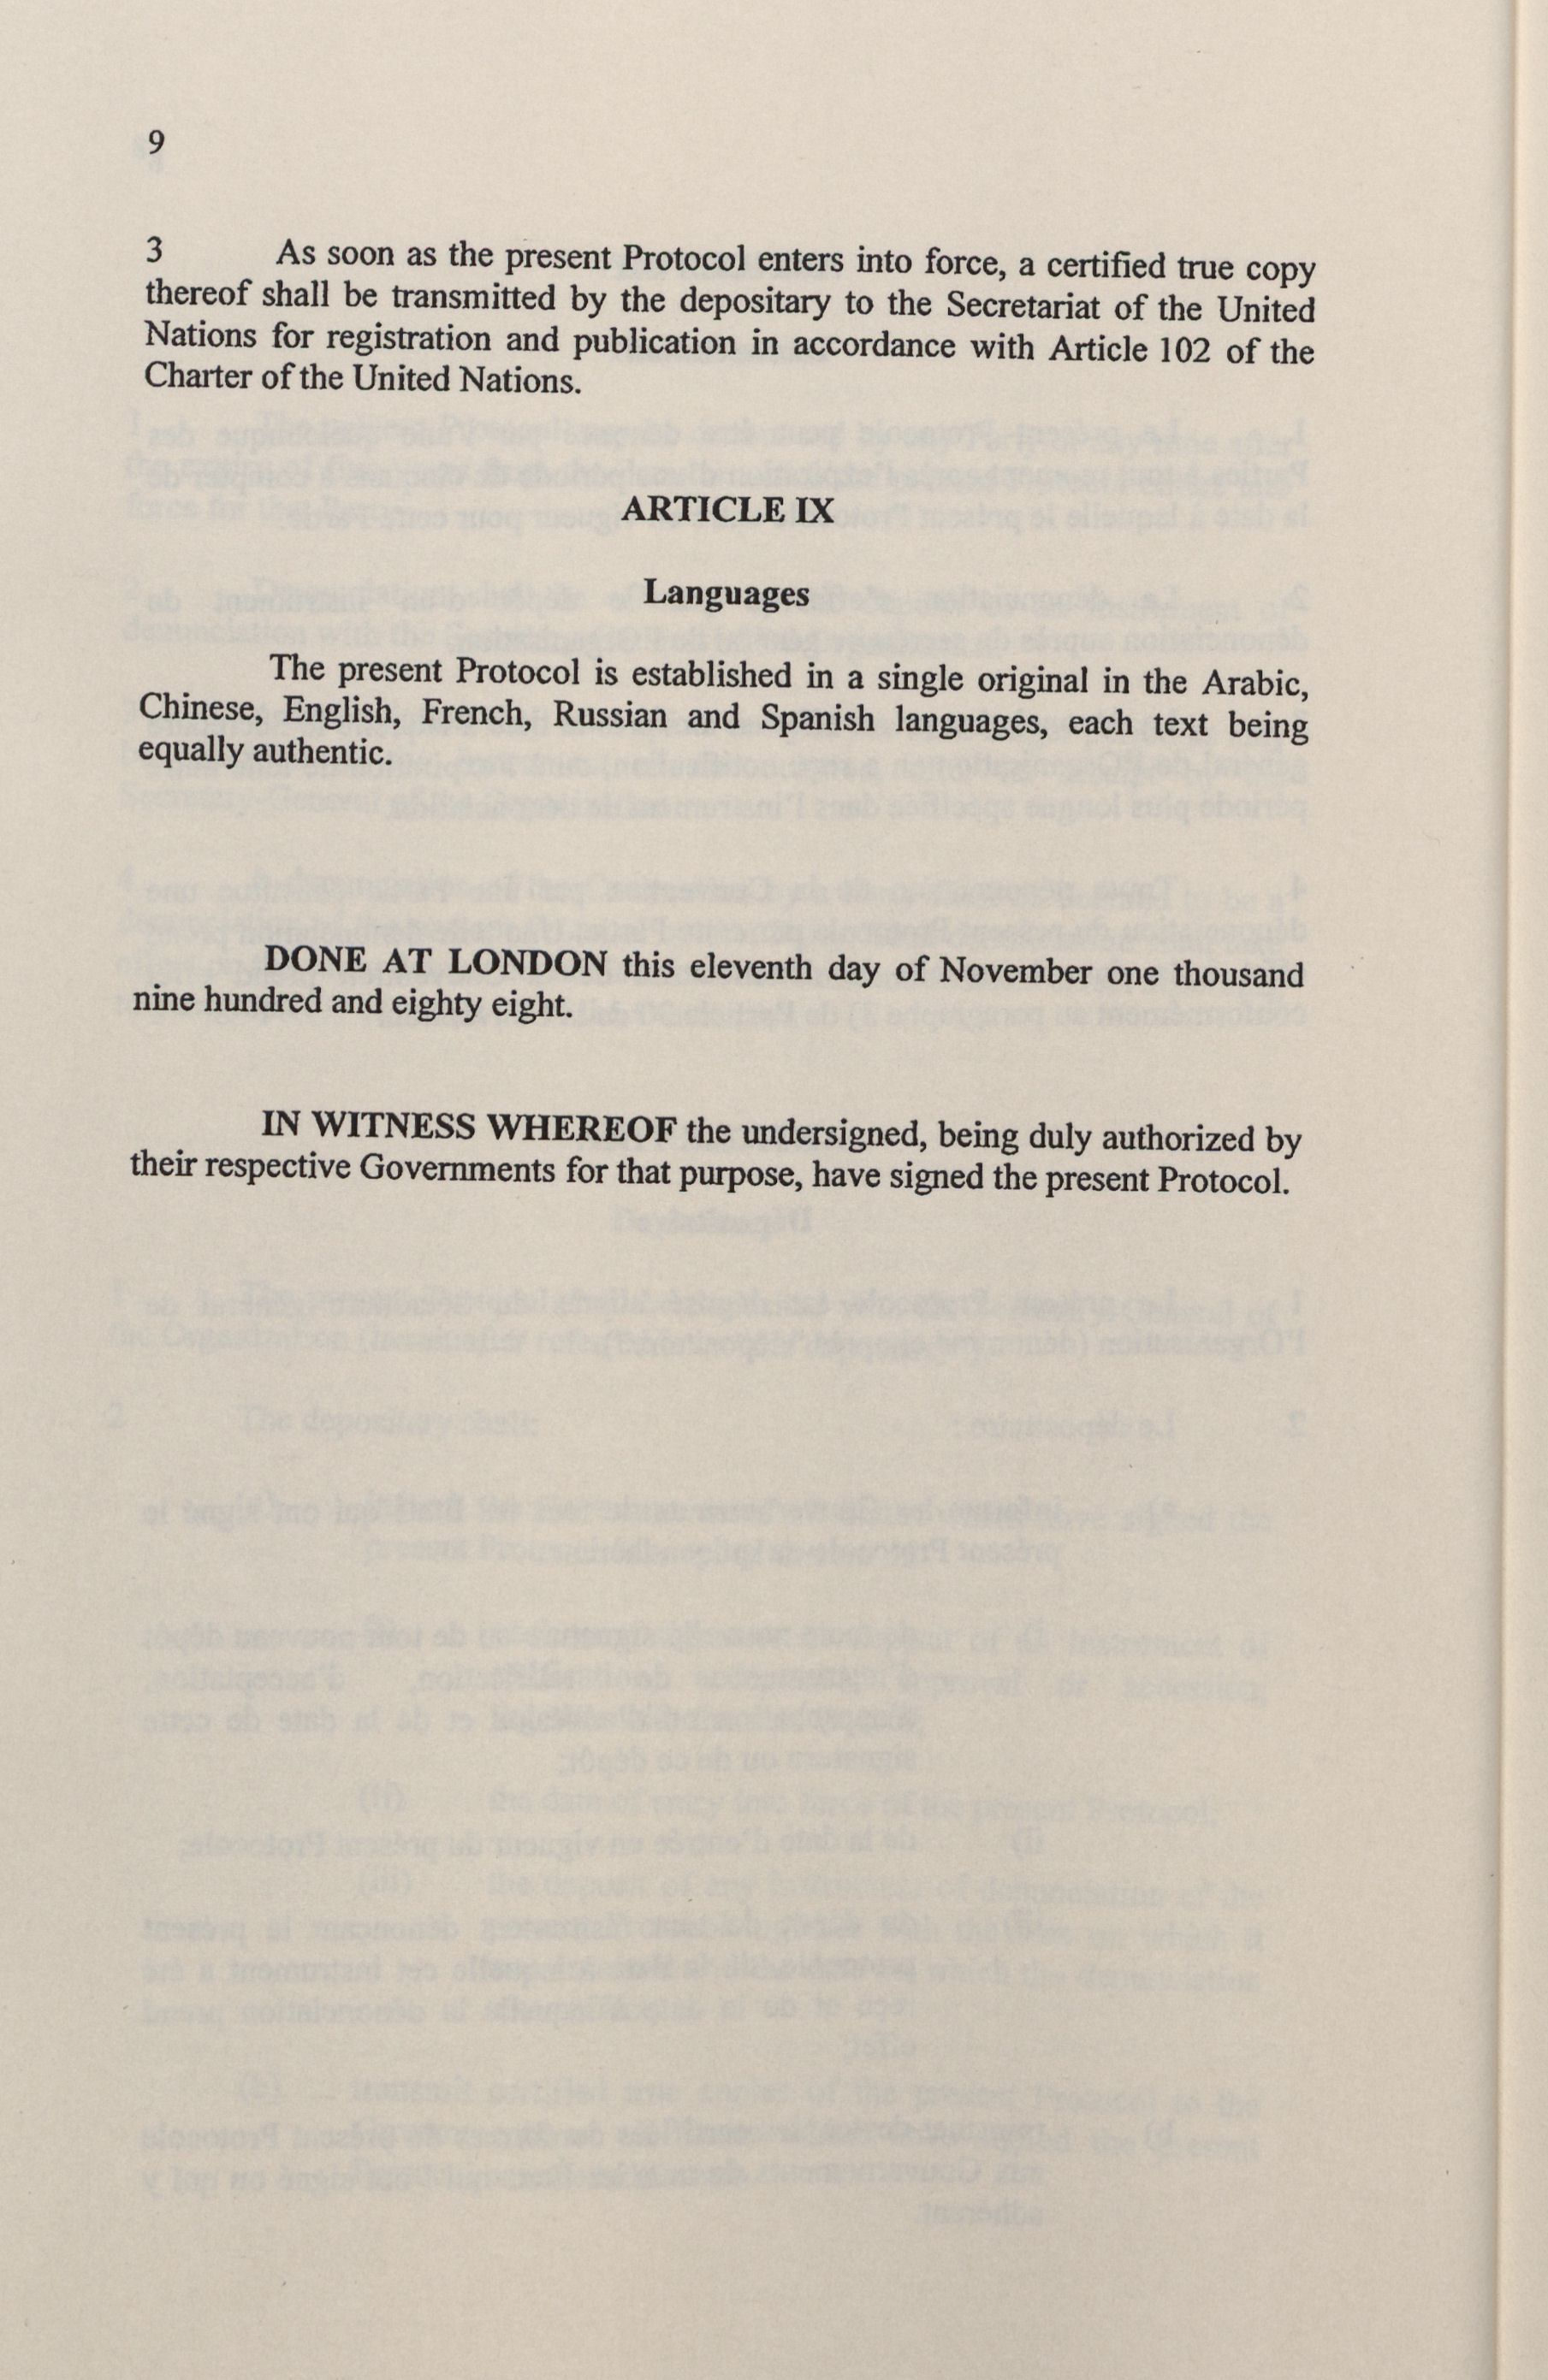 9
3 As soon as the present Protocol enters into force, a certified true copy
thereof shall be transmitted by the depositary to the Secretariat of the United
Nations for registration and publication in accordance with Article 102 of the
Charter of the United Nations.
ARTICLE IX
Languages
The present Protocol is established in a single original in the Arabic,
Chinese, English, French, Russian and Spanish languages, each text being
equally authentic.
DONE AT LONDON this eleventh day of November one thousand
nine hundred and eighty eight.
IN WITNESS WHEREOF the undersigned, being duly authorized by
their respective Governments for that purpose, have signed the present Protocol.